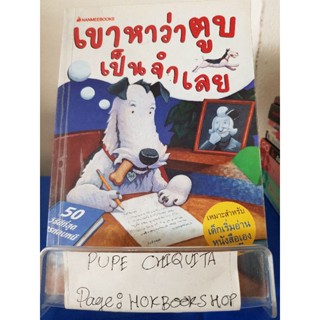 NANMEEBOOKS
เขาหาว่าตูบ
เป็นจำเลย
50
เหมาะสำหรับ
เด็กเริ่มอ่าน
หนังสือเอง
PUPE CHIQUITA
Page: HOKBOOKSHOP